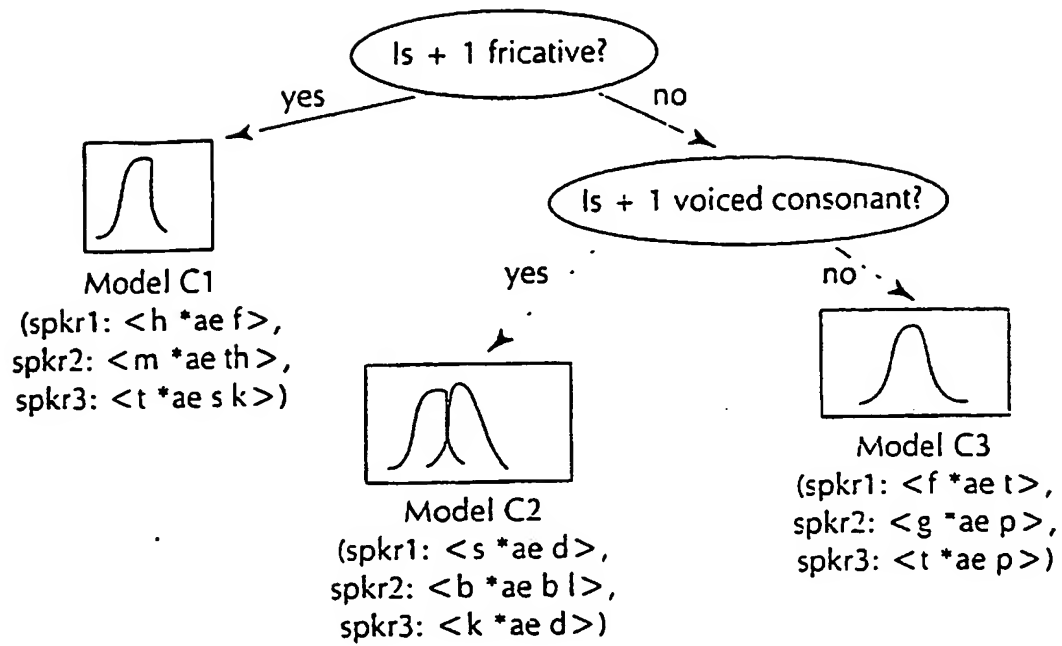 Is + 1 fricative?
yes
no
Is + 1 voiced consonant?
Model C1
(spkr1: <h *ae f>,
spkr2: <m *ae th>,
spkr3: <t *ae s k>)
yes
no
Model C2
(spkr1: <s *ae d>,
spkr2: <b *ae b l>,
spkr3: <k *ae d>)
Model C3
(spkr1: <f *ae t>,
spkr2: <g *ae p>,
spkr3: <t *ae p>)